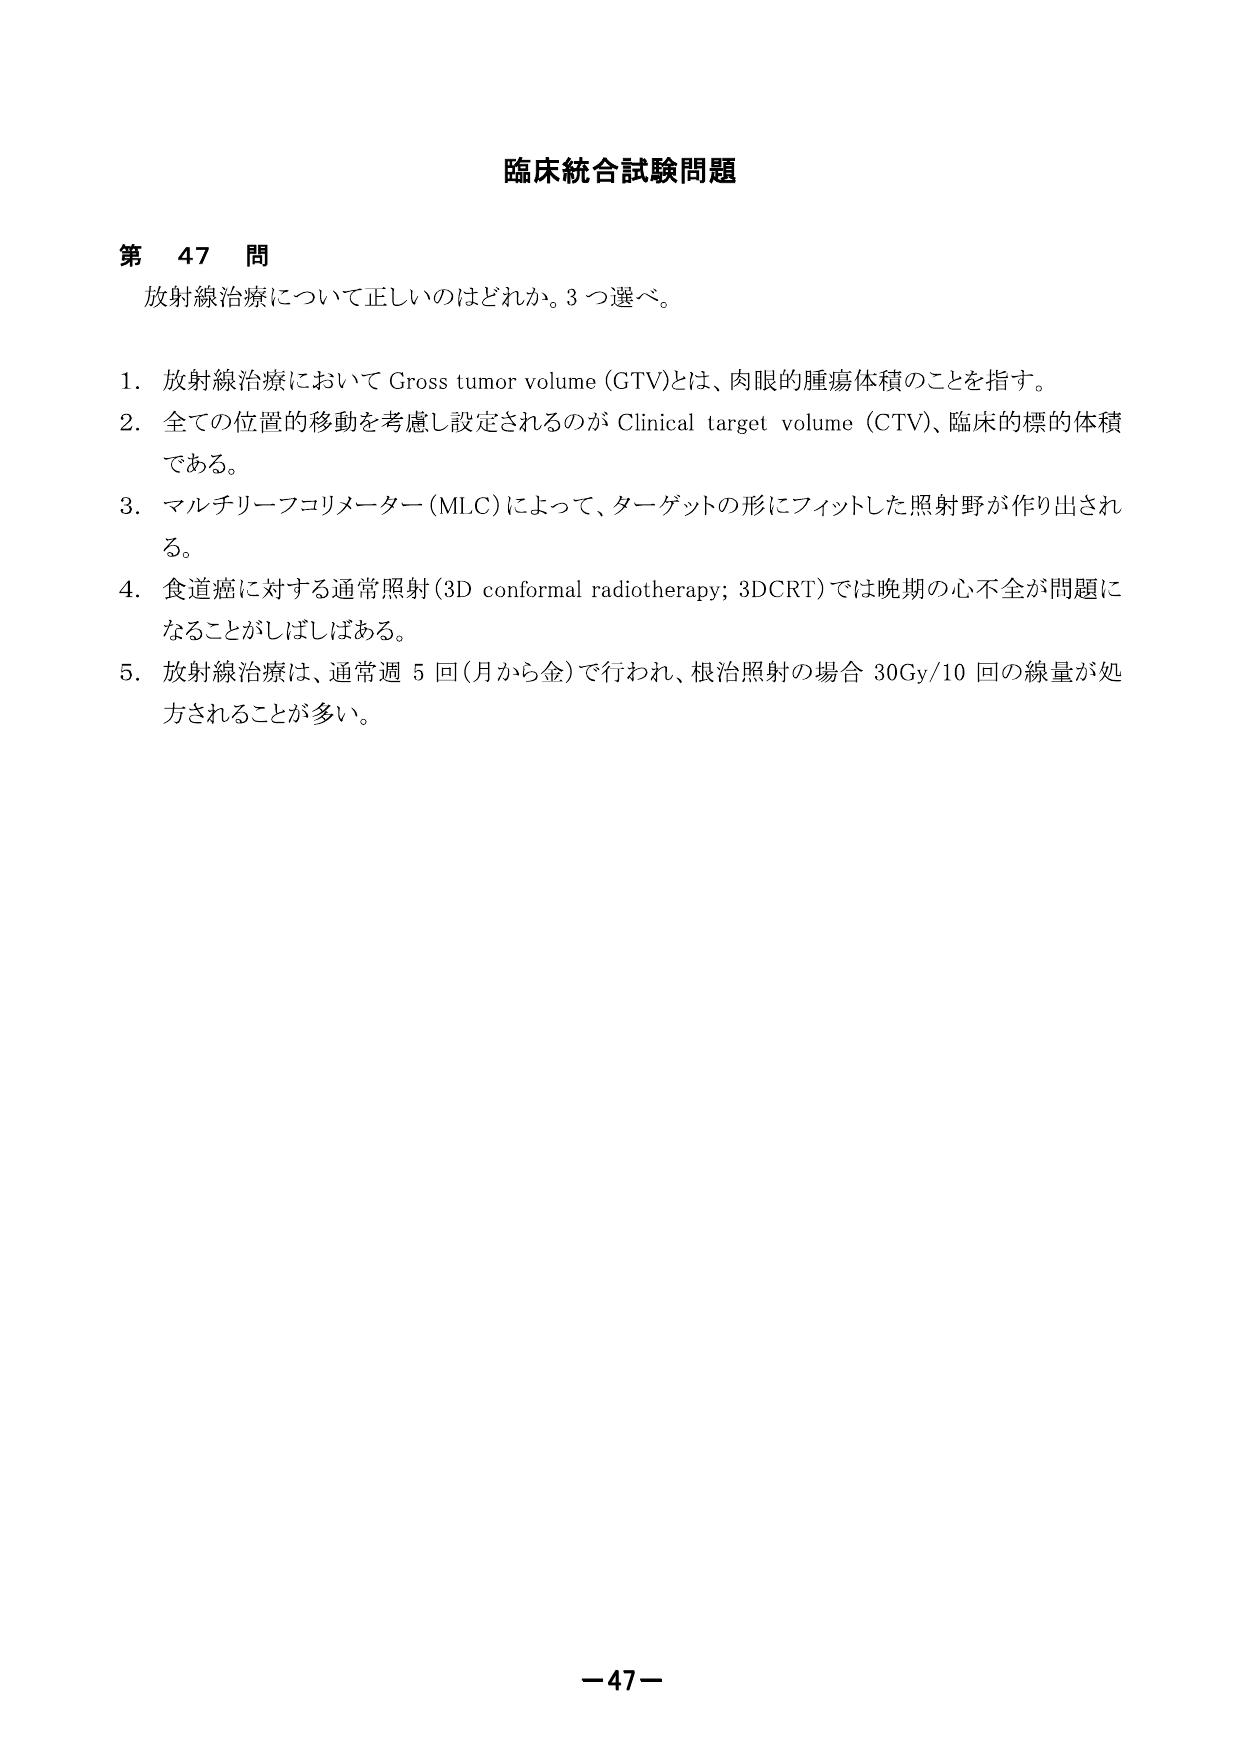 臨床統合試験問題
第 47 問
放射線治療について正しいのはどれか。3 つ選べ。
1. 放射線治療において Gross tumor volume (GTV)とは、肉眼的腫瘍体積のことを指す。
2. 全ての位置的移動を考慮し設定されるのが Clinical target volume (CTV)、臨床的標的体積
である。
3. マルチリーフコリメーター(MLC)によって、ターゲットの形にフィットした照射野が作り出され
る。
4. 食道癌に対する通常照射(3D conformal radiotherapy; 3DCRT)では晩期の心不全が問題に
なることがしばしばある。
5. 放射線治療は、通常週 5 回(月から金)で行われ、根治照射の場合 30Gy/10 回の線量が処
方されることが多い。
－47－